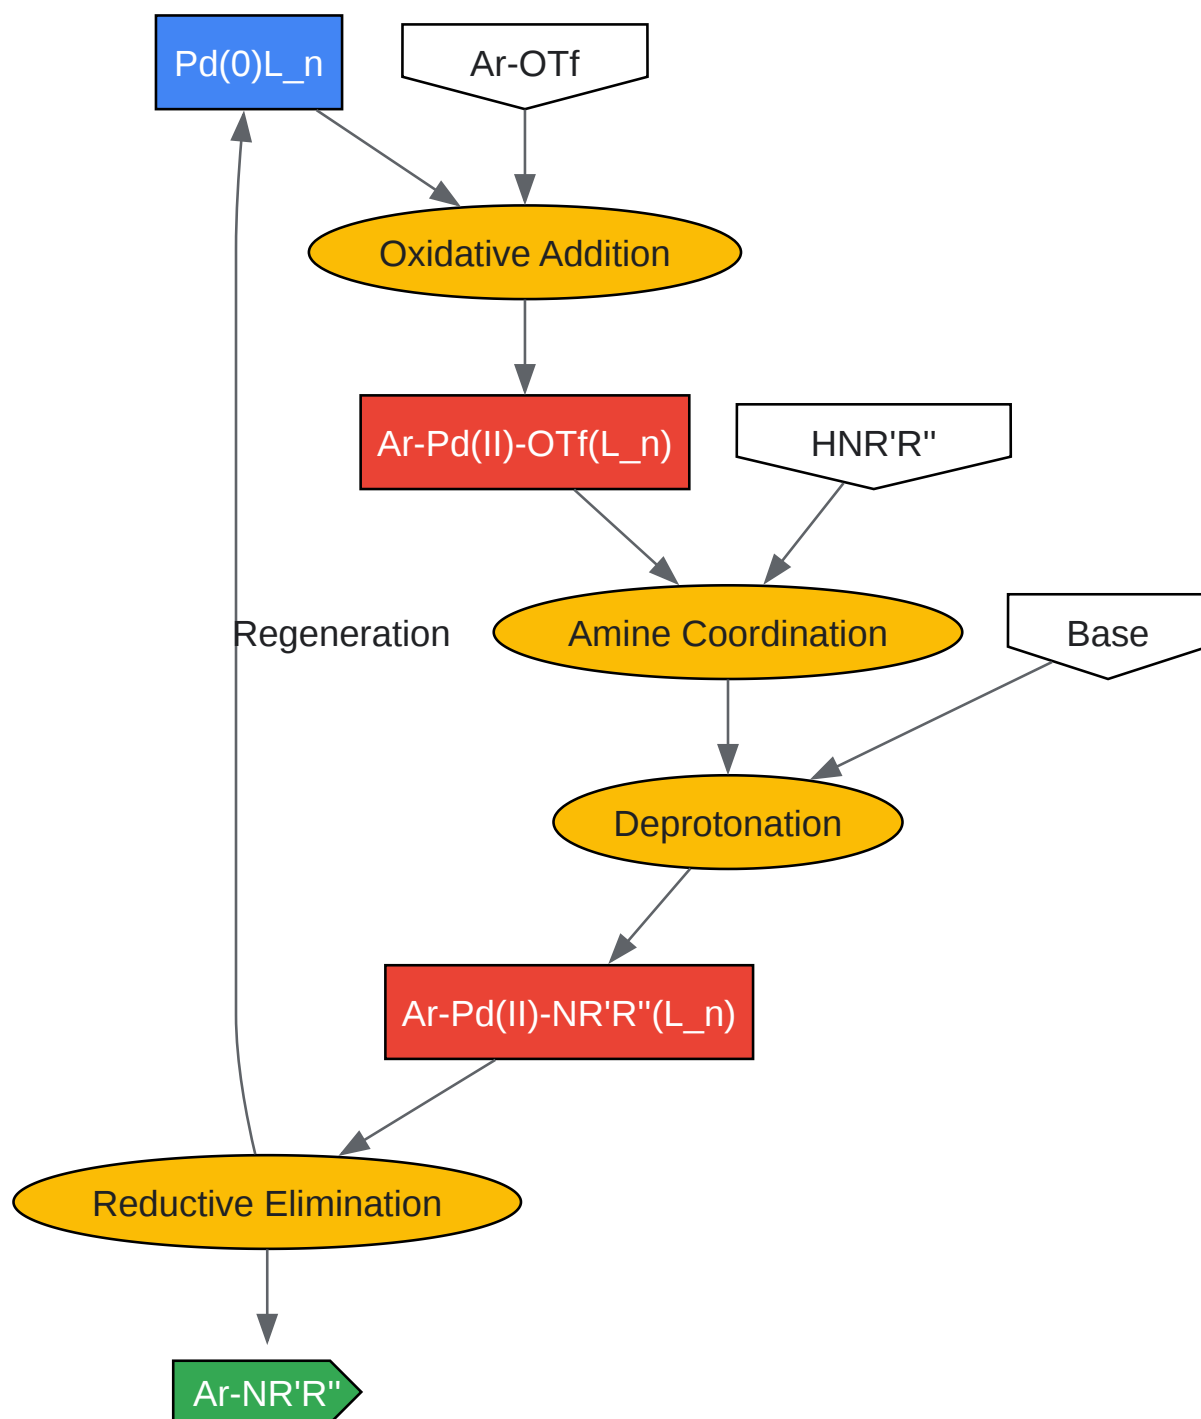 Pd(0)L_n
Ar-OTf
Oxidative Addition
Ar-Pd(II)-OTf(L_n)
HNR'R''
Regeneration
Amine Coordination
Base
Deprotonation
Ar-Pd(II)-NR'R''(L_n)
Reductive Elimination
Ar-NR'R''